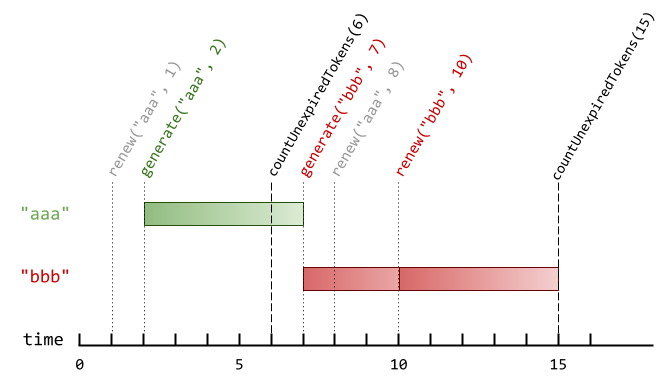 renew("aaa", 1)
generate("aaa", 2)
countUnexpiredTokens(6)
generate("bbb", 7)
renew("aaa", 8)
renew("bbb", 10)
countUnexpiredTokens(15)
"aaa"
"bbb"
time
0 5 10 15